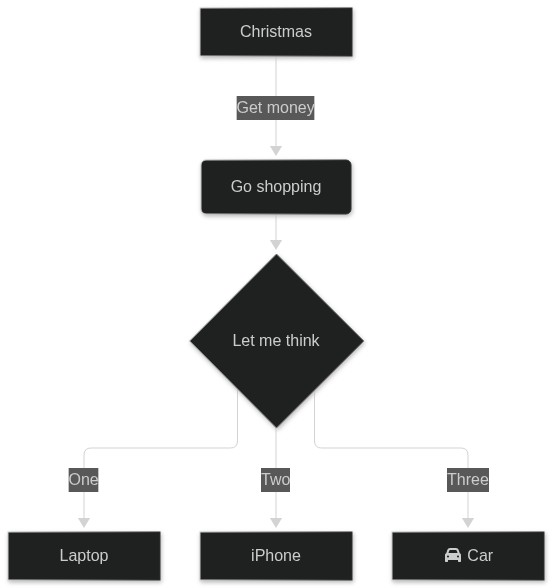 Christmas
Get money
Go shopping
Let me think
One
Two
Three
Laptop
iPhone
Car